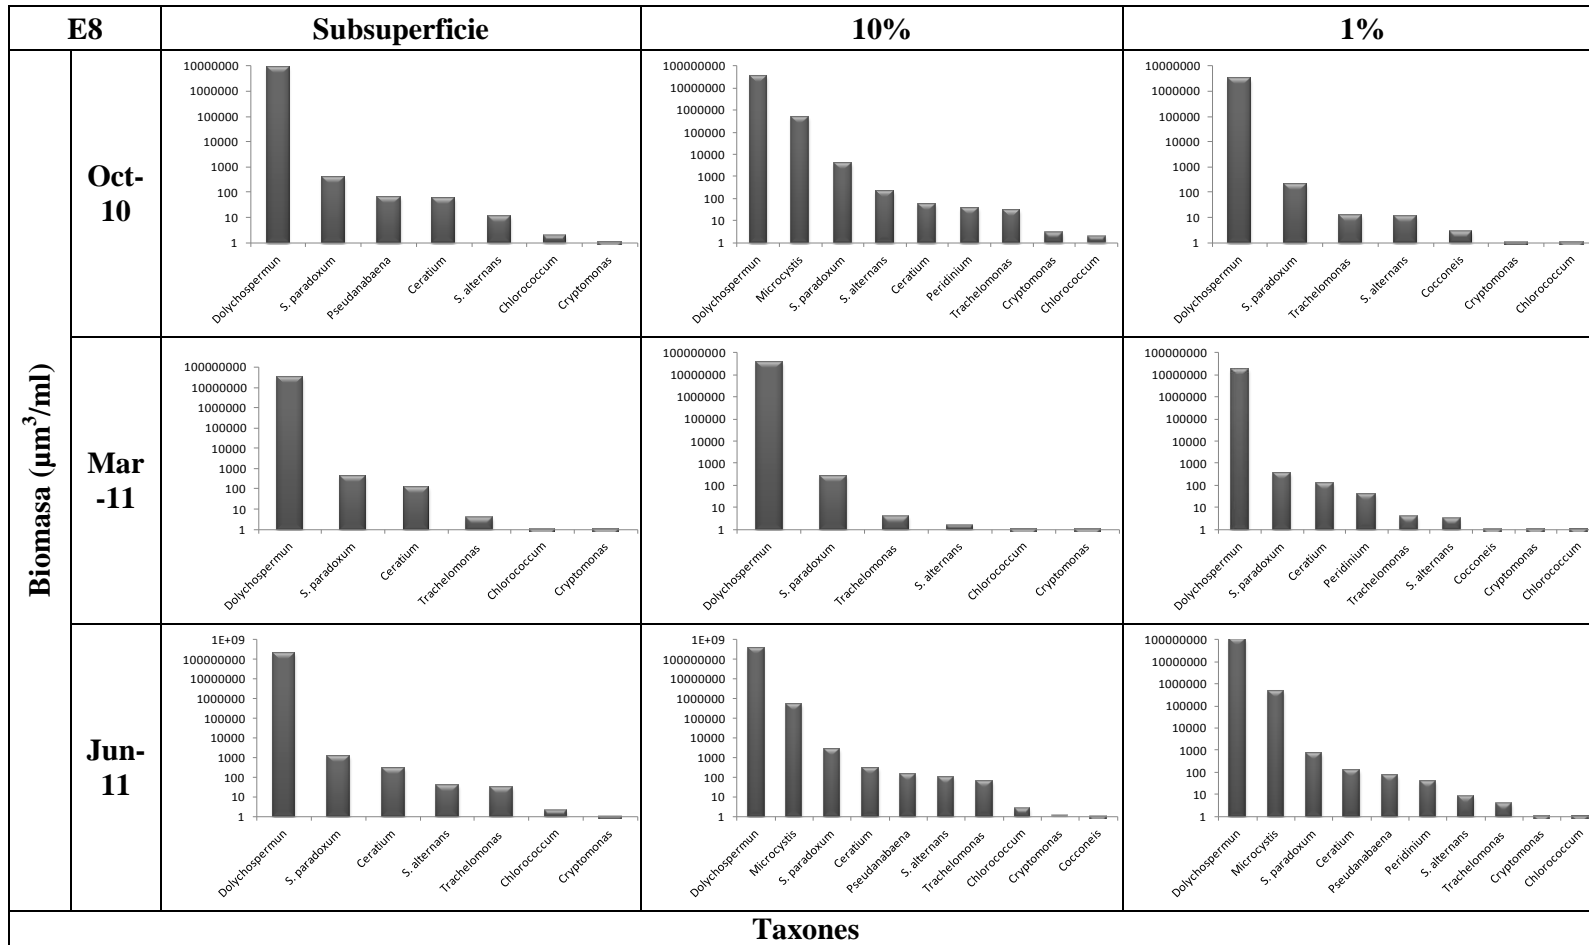 E8 Subsuperficie 10% 1%
Biomasa (µm³/ml)
Oct-
10
10000000
1000000
100000
10000
1000
100
10
1
Dolychospermun
S. paradoxum
Pseudanabaena
Ceratium
S. alternans
Chlorococcum
Cryptomonas
100000000
10000000
1000000
100000
10000
1000
100
10
1
Dolychospermun
Microcystis
S. paradoxum
S. alternans
Ceratium
Peridinium
Trachelomonas
Cryptomonas
Chlorococcum
10000000
1000000
100000
10000
1000
100
10
1
Dolychospermun
S. paradoxum
Trachelomonas
S. alternans
Cocconeis
Cryptomonas
Chlorococcum
Mar
-11
100000000
10000000
1000000
100000
10000
1000
100
10
1
Dolychospermun
S. paradoxum
Ceratium
Trachelomonas
Chlorococcum
Cryptomonas
100000000
10000000
1000000
100000
10000
1000
100
10
1
Dolychospermun
S. paradoxum
Trachelomonas
S. alternans
Chlorococcum
Cryptomonas
100000000
10000000
1000000
100000
10000
1000
100
10
1
Dolychospermun
S. paradoxum
Ceratium
Peridinium
Trachelomonas
S. alternans
Cocconeis
Cryptomonas
Chlorococcum
Jun-
11
1E+09
100000000
10000000
1000000
100000
10000
1000
100
10
1
Dolychospermun
S. paradoxum
Ceratium
S. alternans
Trachelomonas
Chlorococcum
Cryptomonas
1E+09
100000000
10000000
1000000
100000
10000
1000
100
10
1
Dolychospermun
Microcystis
S. paradoxum
Ceratium
Pseudanabaena
S. alternans
Trachelomonas
Chlorococcum
Cryptomonas
Cocconeis
100000000
10000000
1000000
100000
10000
1000
100
10
1
Dolychospermun
Microcystis
S. paradoxum
Ceratium
Pseudanabaena
Peridinium
S. alternans
Trachelomonas
Cryptomonas
Chlorococcum
Taxones